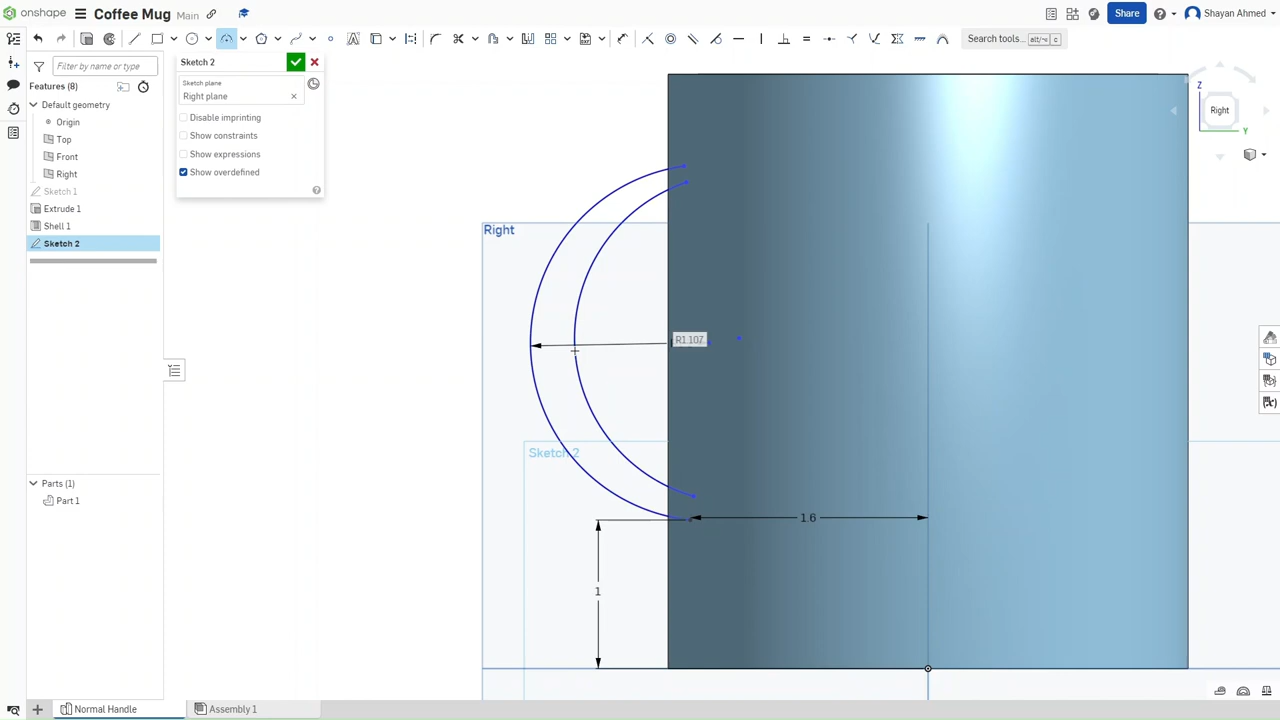 onshape
Coffee Mug
Main
Share
Shayan Ahmed
Search tools...
alt/⌥
c
Filter by name or type
Features (8)
Default geometry
Origin
Top
Front
Right
Sketch 1
Extrude 1
Shell 1
Sketch 2
Parts (1)
Part 1
Sketch 2
Sketch plane
Right plane
Disable imprinting
Show constraints
Show expressions
Show overdefined
Right
Sketch 2
R1.107
1.6
1
Z
Right
Y
Normal Handle
Assembly 1